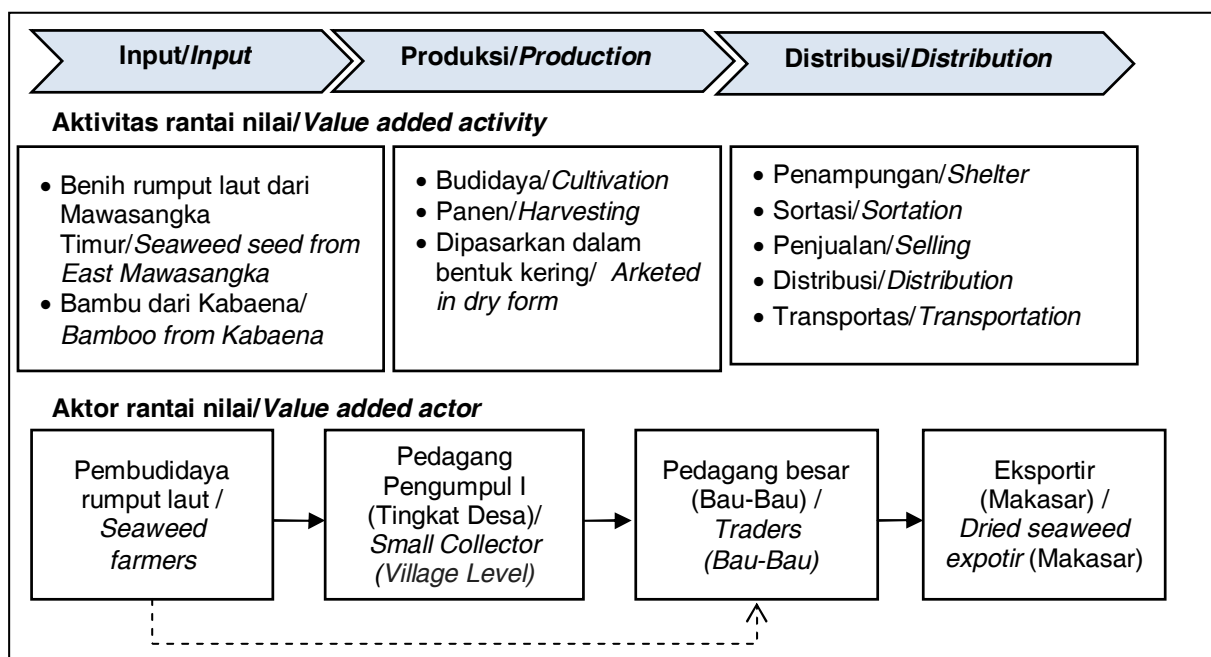 Input/Input
Produksi/Production
Distribusi/Distribution
Aktivitas rantai nilai/Value added activity
• Benih rumput laut dari
Mawasangka
Timur/Seaweed seed from
East Mawasangka
• Bambu dari Kabaena/
Bamboo from Kabaena
• Budidaya/Cultivation
• Panen/Harvesting
• Dipasarkan dalam
bentuk kering/ Arketed
in dry form
• Penampungan/Shelter
• Sortasi/Sortation
• Penjualan/Selling
• Distribusi/Distribution
• Transportas/Transportation
Aktor rantai nilai/Value added actor
Pembudidaya
rumput laut /
Seaweed
farmers
Pedagang
Pengumpul I
(Tingkat Desa)/
Small Collector
(Village Level)
Pedagang besar
(Bau-Bau) /
Traders
(Bau-Bau)
Eksportir
(Makasar) /
Dried seaweed
expotir (Makasar)